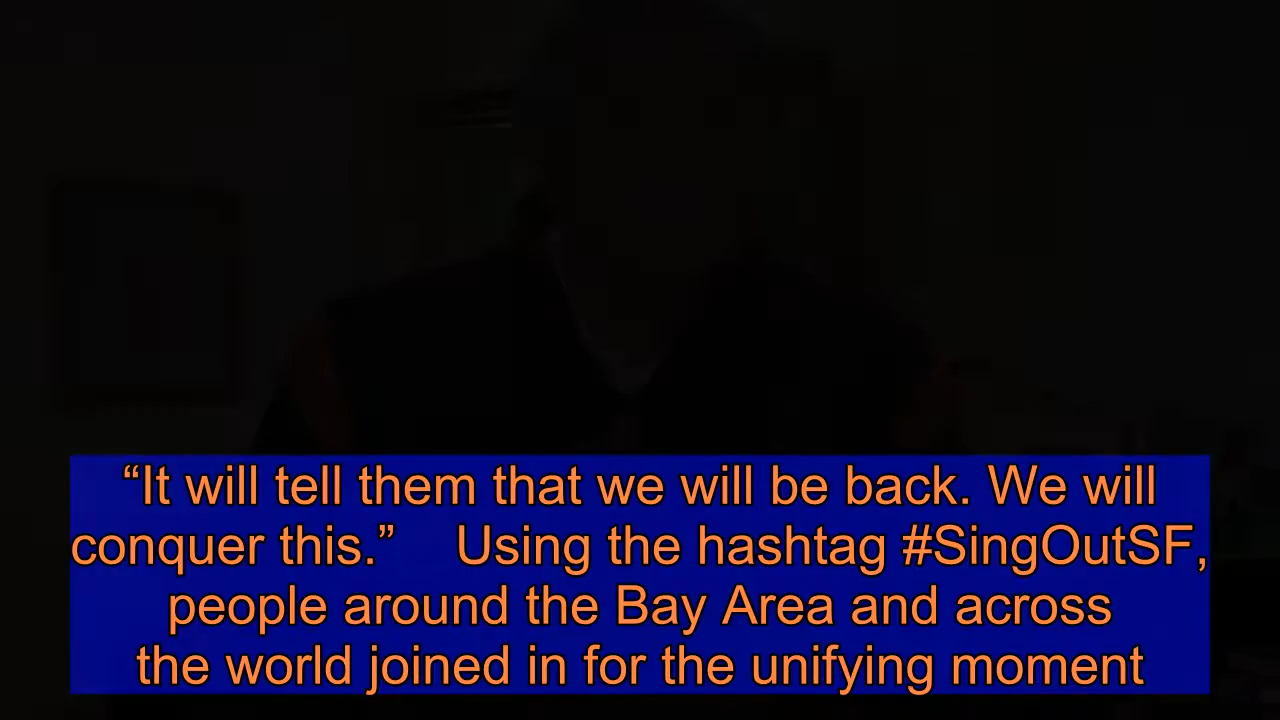 “It will tell them that we will be back. We will
conquer this.”    Using the hashtag #SingOutSF,
people around the Bay Area and across
the world joined in for the unifying moment